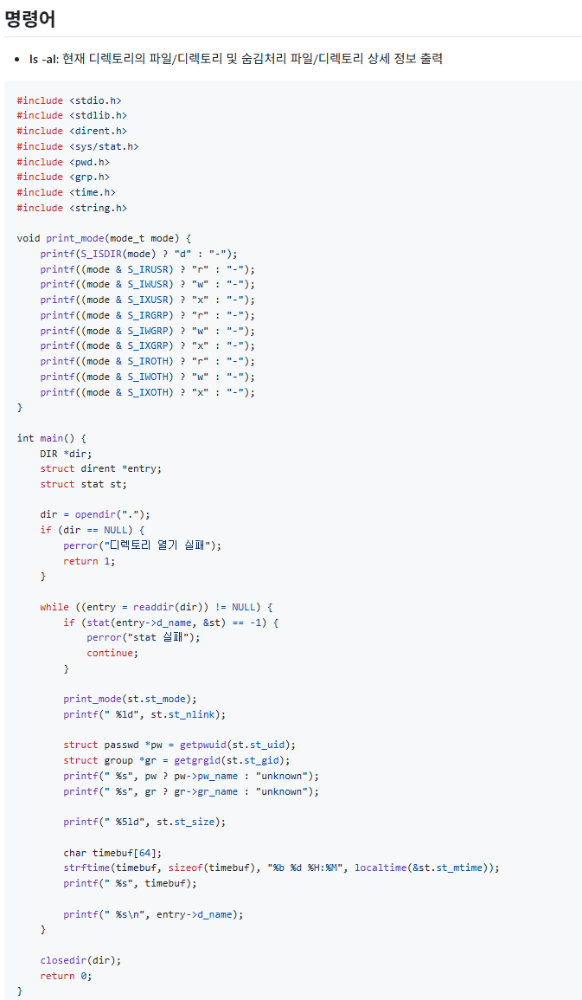 명령어
• ls -al: 현재 디렉토리의 파일/디렉토리 및 숨김처리 파일/디렉토리 상세 정보 출력
#include <stdio.h>
#include <stdlib.h>
#include <dirent.h>
#include <sys/stat.h>
#include <pwd.h>
#include <grp.h>
#include <time.h>
#include <string.h>

void print_mode(mode_t mode) {
    printf(S_ISDIR(mode) ? "d" : "-");
    printf((mode & S_IRUSR) ? "r" : "-");
    printf((mode & S_IWUSR) ? "w" : "-");
    printf((mode & S_IXUSR) ? "x" : "-");
    printf((mode & S_IRGRP) ? "r" : "-");
    printf((mode & S_IWGRP) ? "w" : "-");
    printf((mode & S_IXGRP) ? "x" : "-");
    printf((mode & S_IROTH) ? "r" : "-");
    printf((mode & S_IWOTH) ? "w" : "-");
    printf((mode & S_IXOTH) ? "x" : "-");
}

int main() {
    DIR *dir;
    struct dirent *entry;
    struct stat st;

    dir = opendir(".");
    if (dir == NULL) {
        perror("디렉토리 열기 실패");
        return 1;
    }

    while ((entry = readdir(dir)) != NULL) {
        if (stat(entry->d_name, &st) == -1) {
            perror("stat 실패");
            continue;
        }

        print_mode(st.st_mode);
        printf(" %ld", st.st_nlink);

        struct passwd *pw = getpwuid(st.st_uid);
        struct group *gr = getgrgid(st.st_gid);
        printf(" %s", pw ? pw->pw_name : "unknown");
        printf(" %s", gr ? gr->gr_name : "unknown");

        printf(" %5ld", st.st_size);

        char timebuf[64];
        strftime(timebuf, sizeof(timebuf), "%b %d %H:%M", localtime(&st.st_mtime));
        printf(" %s", timebuf);

        printf(" %s\n", entry->d_name);
    }

    closedir(dir);
    return 0;
}